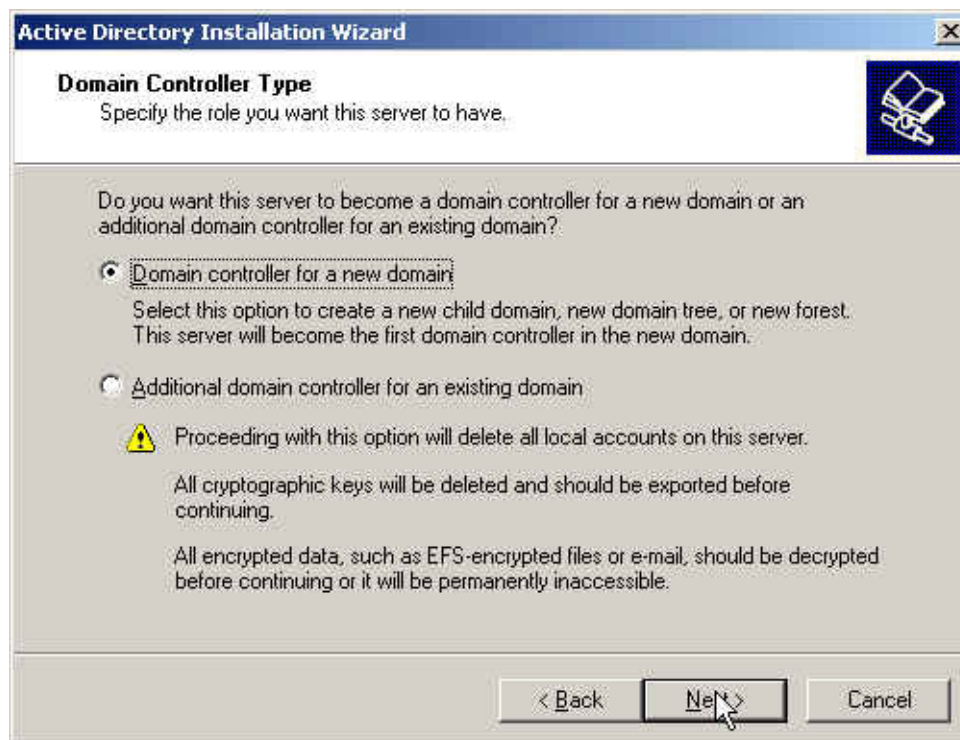 Active Directory Installation Wizard
Domain Controller Type
Specify the role you want this server to have.
Do you want this server to become a domain controller for a new domain or an
additional domain controller for an existing domain?
Domain controller for a new domain
Select this option to create a new child domain, new domain tree, or new forest.
This server will become the first domain controller in the new domain.
Additional domain controller for an existing domain
Proceeding with this option will delete all local accounts on this server.
All cryptographic keys will be deleted and should be exported before
continuing.
All encrypted data, such as EFS-encrypted files or e-mail, should be decrypted
before continuing or it will be permanently inaccessible.
< Back
Next >
Cancel